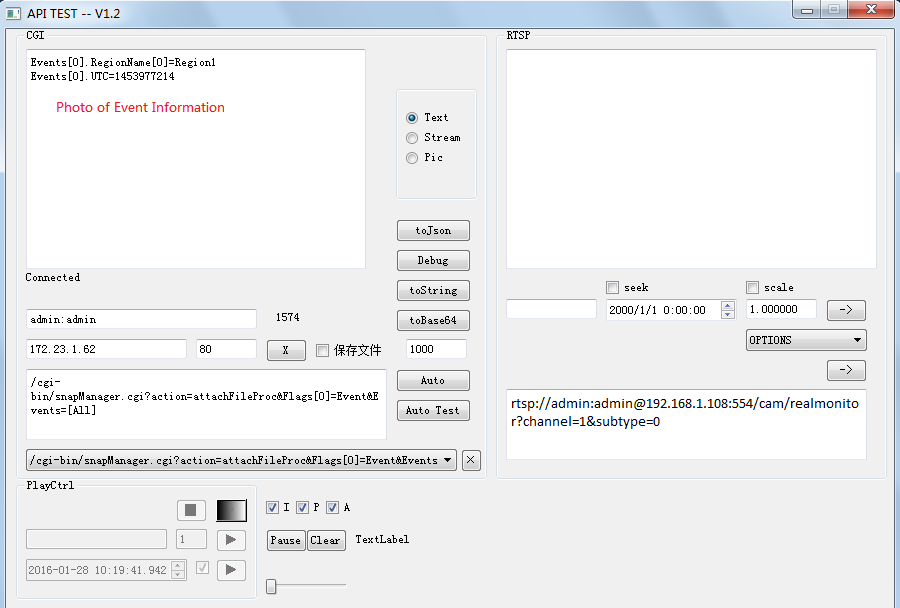 API TEST -- V1.2
CGI
Events[0].RegionName[0]=Region1
Events[0].UTC=1453977214
Photo of Event Information
Text
Stream
Pic
toJson
Debug
toString
toBase64
Connected
admin:admin
1574
172.23.1.62
80
X
保存文件
1000
/cgi-
bin/snapManager.cgi?action=attachFileProc&Flags[0]=Event&E
vents=[All]
Auto
Auto Test
/cgi-bin/snapManager.cgi?action=attachFileProc&Flags[0]=Event&Events
RTSP
seek
scale
2000/1/1 0:00:00
1.000000
->
OPTIONS
->
rtsp://admin:admin@192.168.1.108:554/cam/realmonito
r?channel=1&subtype=0
PlayCtrl
1
2016-01-28 10:19:41.942
I
P
A
Pause
Clear
TextLabel